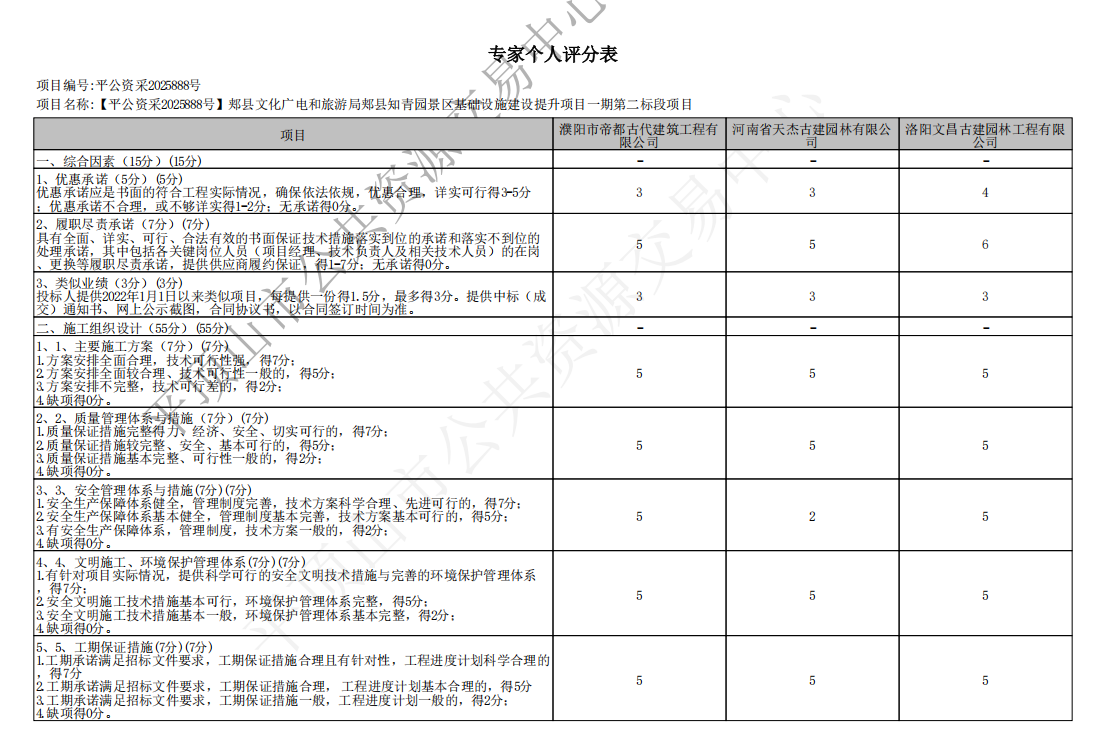 专家个人评分表
项目编号:平公资采2025888号
项目名称:【平公资采2025888号】郏县文化广电和旅游局郏县知青园景区基础设施建设提升项目一期第二标段项目
项目
濮阳市帝都古代建筑工程有
限公司
河南省天杰古建园林有限公
司
洛阳文昌古建园林工程有限
公司
一、综合因素（15分）(15分)
-
-
-
1、优惠承诺（5分）(5分)
优惠承诺应是书面的符合工程实际情况，确保依法依规，优惠合理，详实可行得3-5分
；优惠承诺不合理，或不够详实得1-2分；无承诺得0分。
3
3
4
2、履职尽责承诺（7分）(7分)
具有全面、详实、可行、合法有效的书面保证技术措施落实到位的承诺和落实不到位的
处理承诺，其中包括各关键岗位人员（项目经理、技术负责人及相关技术人员）的在岗
、更换等履职尽责承诺，提供供应商履约保证，得1-7分；无承诺得0分。
5
5
6
3、类似业绩（3分）(3分)
投标人提供2022年1月1日以来类似项目，每提供一份得1.5分，最多得3分。提供中标（成
交）通知书、网上公示截图，合同协议书，以合同签订时间为准。
3
3
3
二、施工组织设计（55分）(55分)
-
-
-
1、1、主要施工方案（7分）(7分)
1.方案安排全面合理，技术可行性强，得7分；
2.方案安排全面较合理、技术可行性一般的，得5分；
3.方案安排不完整，技术可行差的，得2分；
4.缺项得0分。
5
5
5
2、2、质量管理体系与措施（7分）(7分)
1.质量保证措施完整得力、经济、安全、切实可行的，得7分；
2.质量保证措施较完整、安全、基本可行的，得5分；
3.质量保证措施基本完整、可行性一般的，得2分；
4.缺项得0分。
5
5
5
3、3、安全管理体系与措施(7分)(7分)
1.安全生产保障体系健全，管理制度完善，技术方案科学合理、先进可行的，得7分；
2.安全生产保障体系基本健全，管理制度基本完善，技术方案基本可行的，得5分；
3.有安全生产保障体系，管理制度，技术方案一般的，得2分；
4.缺项得0分。
5
2
5
4、4、文明施工、环境保护管理体系(7分)(7分)
1.有针对项目实际情况，提供科学可行的安全文明技术措施与完善的环境保护管理体系
，得7分；
2.安全文明施工技术措施基本可行，环境保护管理体系完整，得5分；
3.安全文明施工技术措施基本一般，环境保护管理体系基本完整，得2分；
4.缺项得0分。
5
5
5
5、5、工期保证措施(7分)(7分)
1.工期承诺满足招标文件要求，工期保证措施合理且有针对性，工程进度计划科学合理的
，得7分
2.工期承诺满足招标文件要求，工期保证措施合理， 工程进度计划基本合理的，得5分
3.工期承诺满足招标文件要求，工期保证措施一般，工程进度计划一般的，得2分；
4.缺项得0分。
5
5
5
平顶山市公共资源交易中心
平顶山市公共资源交易中心